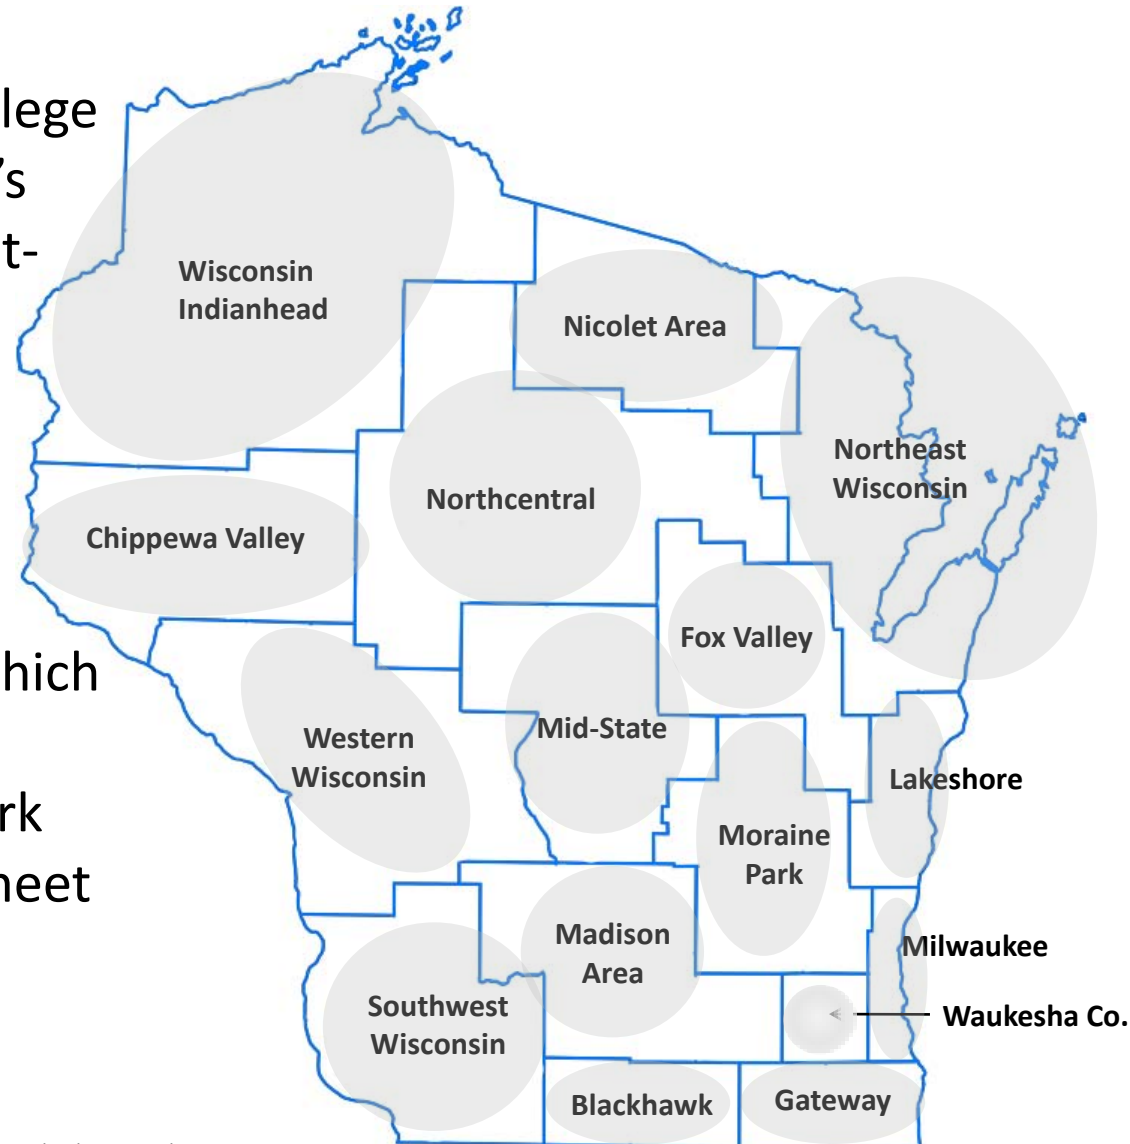 lege
's
t-
hich
rk
neet
Wisconsin
Indianhead
Nicolet Area
Northeast
Wisconsin
Northcentral
Chippewa Valley
Fox Valley
Mid-State
Western
Wisconsin
Lakeshore
Moraine
Park
Madison
Area
Milwaukee
Southwest
Wisconsin
Waukesha Co.
Blackhawk
Gateway